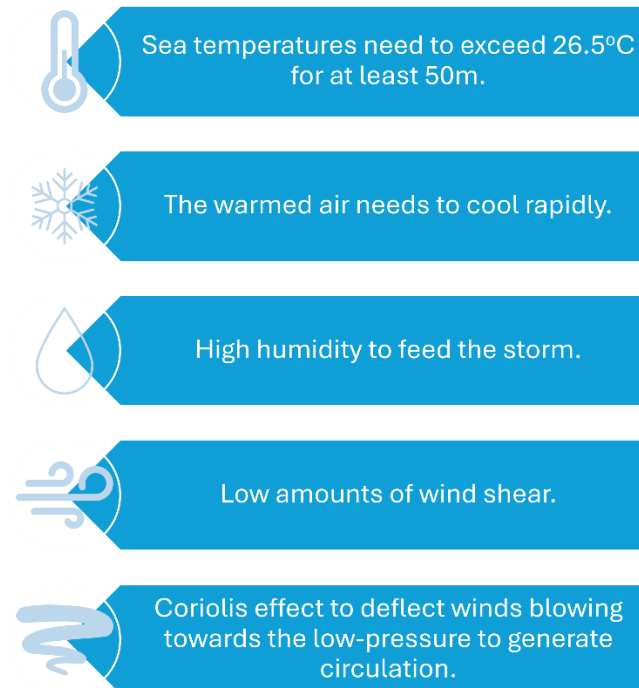 Sea temperatures need to exceed 26.5ºC
for at least 50m.
The warmed air needs to cool rapidly.
High humidity to feed the storm.
Low amounts of wind shear.
Coriolis effect to deflect winds blowing
towards the low-pressure to generate
circulation.